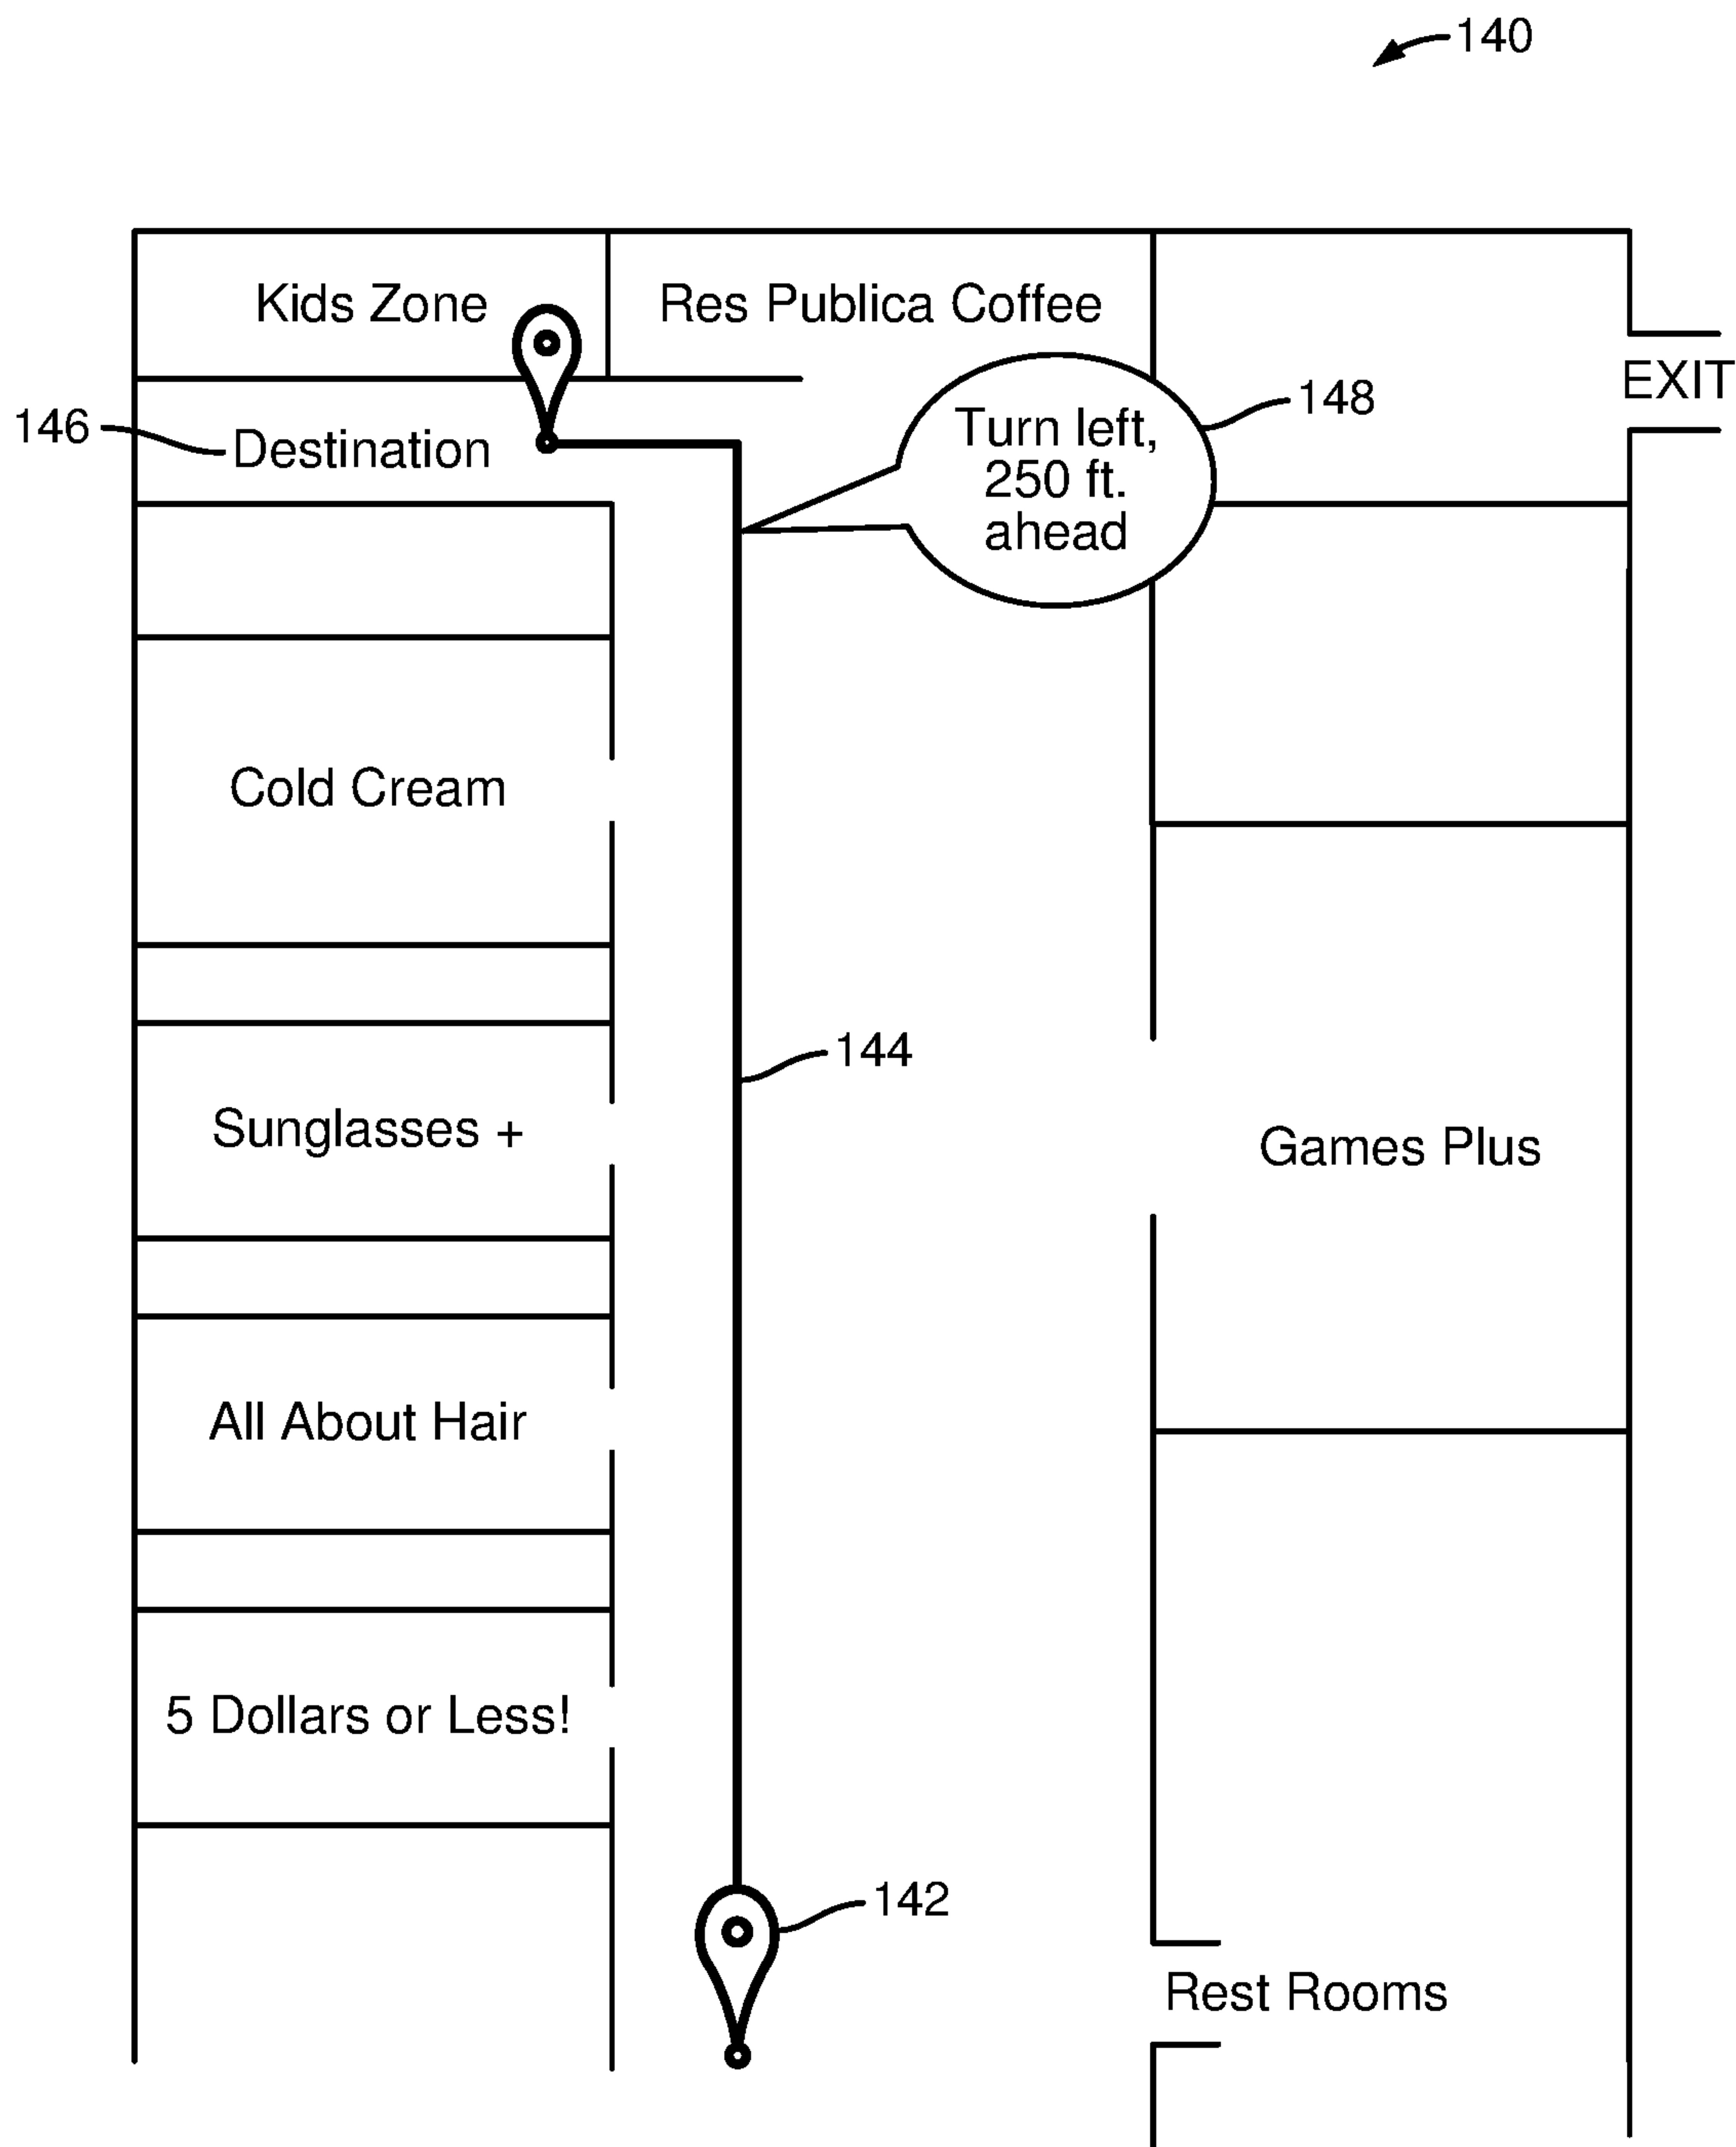 140
Kids Zone
Res Publica Coffee
EXIT
146
Destination
Turn left,
250 ft.
ahead
148
Cold Cream
144
Sunglasses +
Games Plus
All About Hair
5 Dollars or Less!
142
Rest Rooms